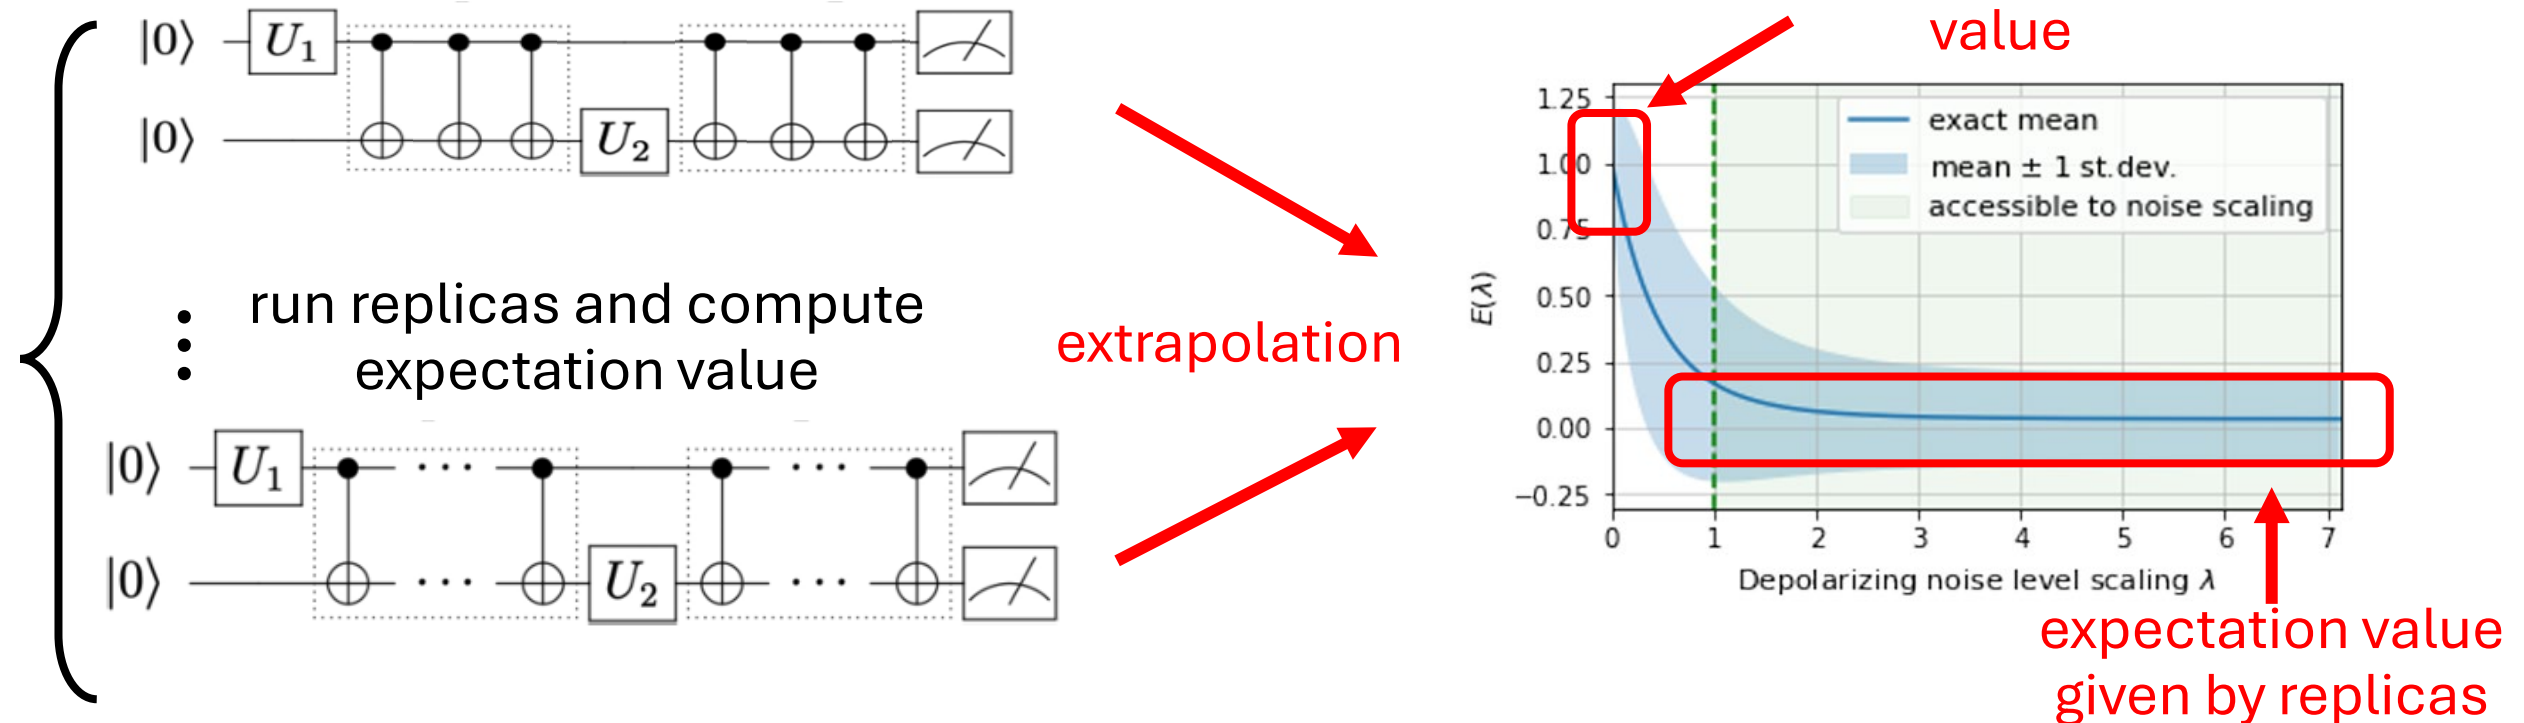 |0⟩ U₁
|0⟩ U₂
run replicas and compute
expectation value
|0⟩ U₁ ··· ···
|0⟩ ··· U₂ ···
extrapolation
value
1.25
1.00
0.75
0.50
0.25
0.00
−0.25
E(λ)
exact mean
mean ± 1 st.dev.
accessible to noise scaling
0 1 2 3 4 5 6 7
Depolarizing noise level scaling λ
expectation value
given by replicas